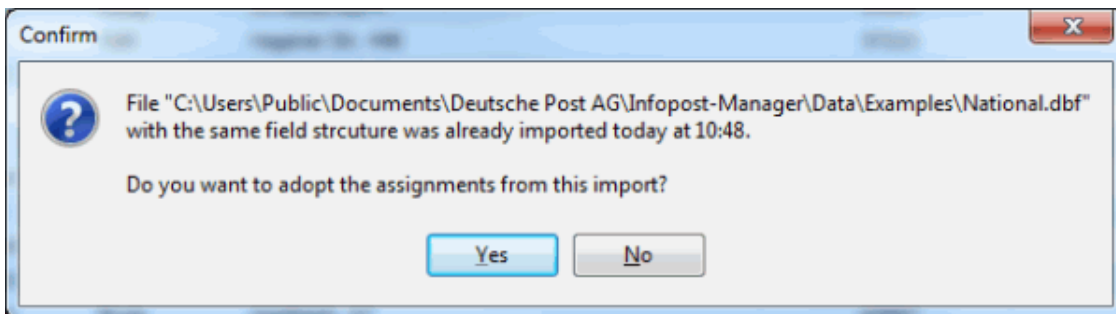 Confirm
File "C:\Users\Public\Documents\Deutsche Post AG\Infopost-Manager\Data\Examples\National.dbf"
with the same field strcuture was already imported today at 10:48.
Do you want to adopt the assignments from this import?
Yes
No